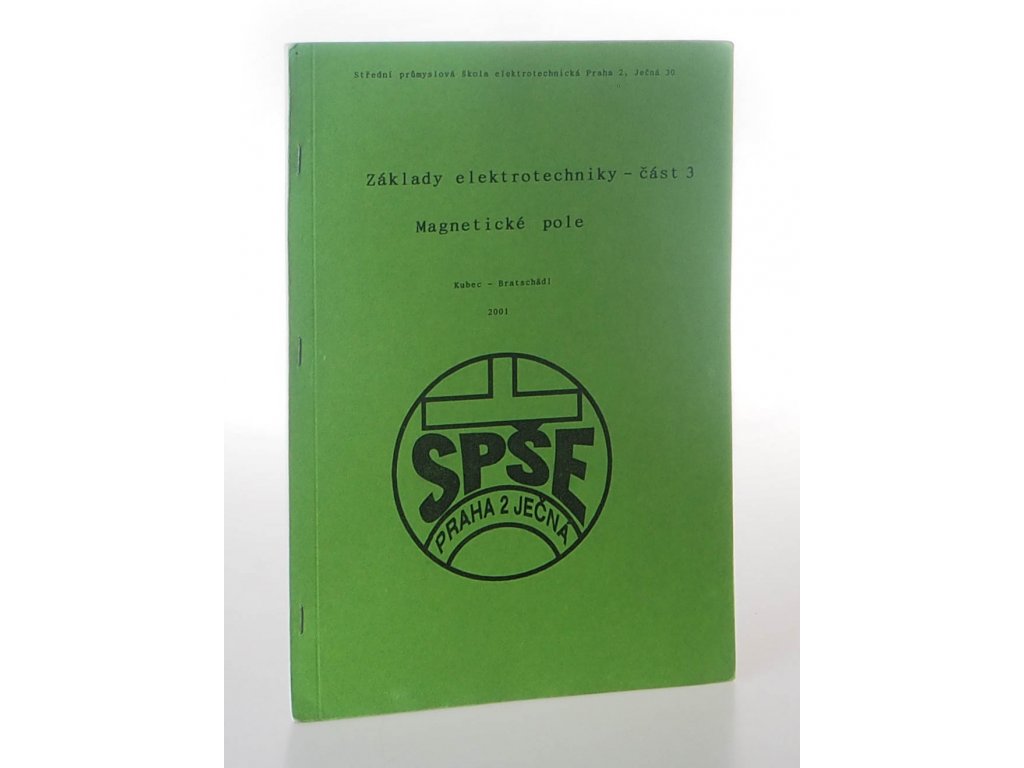 Střední průmyslová škola elektrotechnická Praha 2, Ječná 30
Základy elektrotechniky - část 3
Magnetické pole
Kubec - Bratschädl
2001
SPŠE
PRAHA 2 JEČNÁ